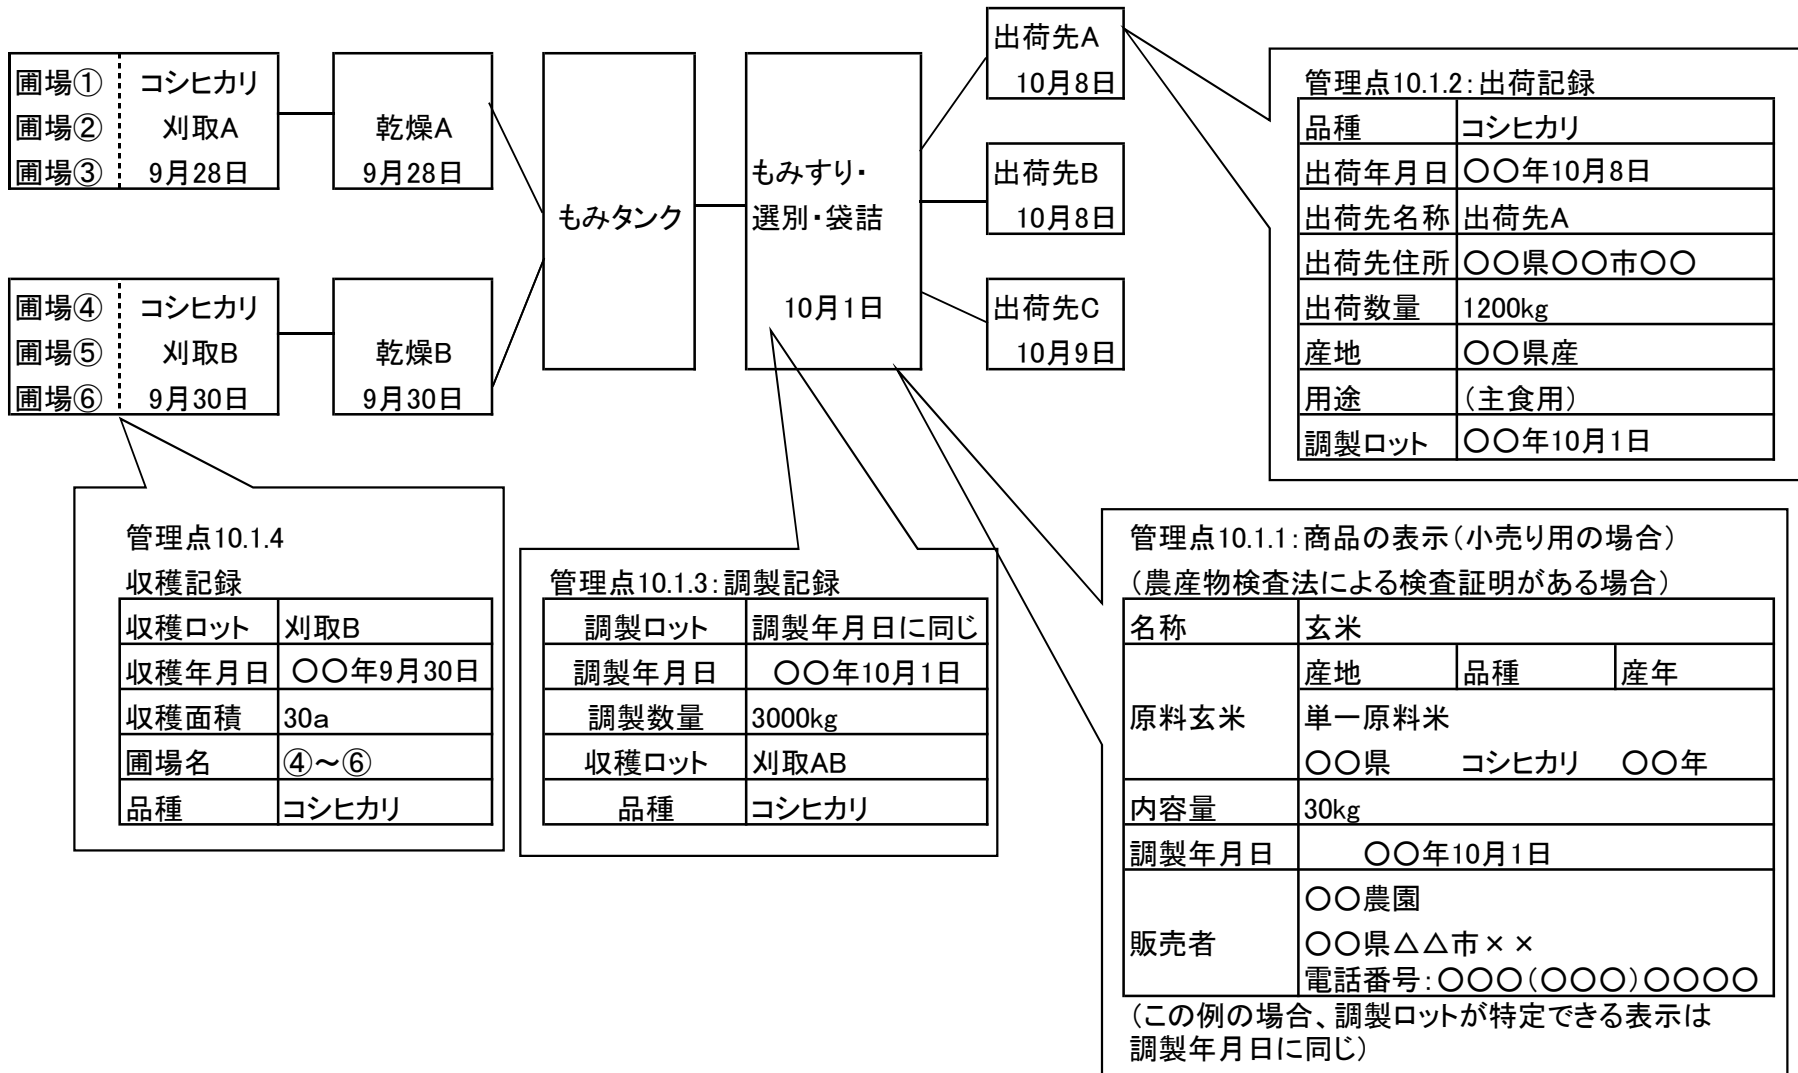 圃場① コシヒカリ
圃場② 刈取A
圃場③ 9月28日
乾燥A
9月28日
圃場④ コシヒカリ
圃場⑤ 刈取B
圃場⑥ 9月30日
乾燥B
9月30日
もみタンク
もみすり・
選別・袋詰
10月1日
出荷先A
10月8日
出荷先B
10月8日
出荷先C
10月9日
管理点10.1.2:出荷記録
品種 コシヒカリ
出荷年月日 〇〇年10月8日
出荷先名称 出荷先A
出荷先住所 〇〇県〇〇市〇〇
出荷数量 1200kg
産地 〇〇県産
用途 (主食用)
調製ロット 〇〇年10月1日
管理点10.1.4
収穫記録
収穫ロット 刈取B
収穫年月日 〇〇年9月30日
収穫面積 30a
圃場名 ④~⑥
品種 コシヒカリ
管理点10.1.3:調製記録
調製ロット 調製年月日に同じ
調製年月日 〇〇年10月1日
調製数量 3000kg
収穫ロット 刈取AB
品種 コシヒカリ
管理点10.1.1:商品の表示(小売り用の場合)
(農産物検査法による検査証明がある場合)
名称 玄米
原料玄米 産地 品種 産年
単一原料米
〇〇県 コシヒカリ 〇〇年
内容量 30kg
調製年月日 〇〇年10月1日
販売者 〇〇農園
〇〇県△△市××
電話番号:〇〇〇(〇〇〇)〇〇〇〇
(この例の場合、調製ロットが特定できる表示は
調製年月日に同じ)